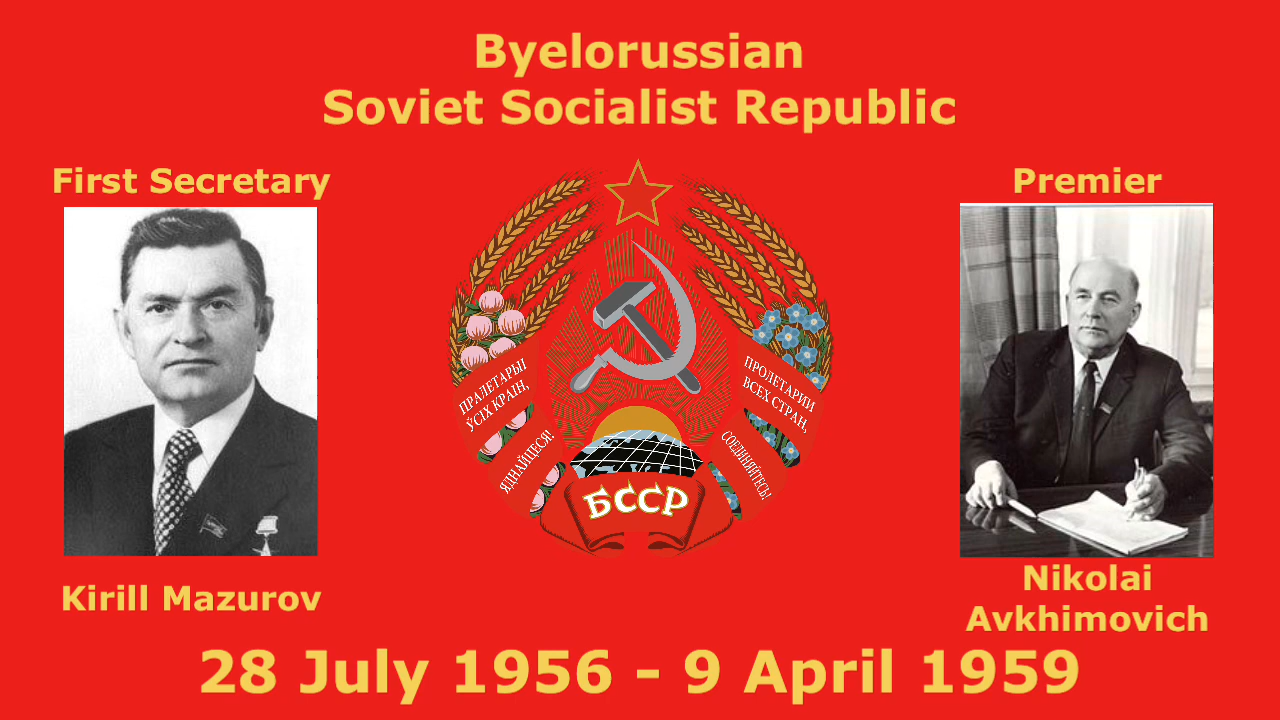 Byelorussian
Soviet Socialist Republic
First Secretary
Premier
ПРАЛЕТАРЫІ
ЎСІХ КРАІН,
ЯДНАЙЦЕСЯ!
ПРОЛЕТАРИИ
ВСЕХ СТРАН,
СОЕДИНЯЙТЕСЬ!
БССР
Kirill Mazurov
Nikolai
Avkhimovich
28 July 1956 - 9 April 1959